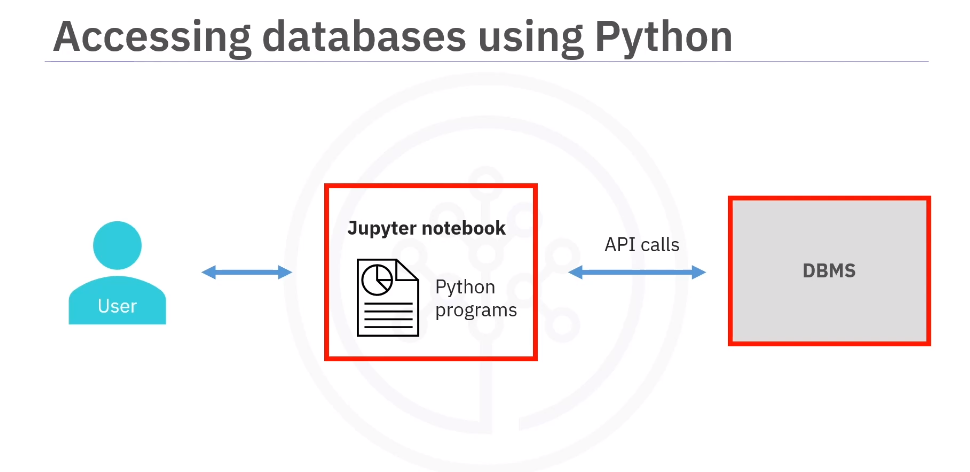 Accessing databases using Python
User
Jupyter notebook
Python
programs
API calls
DBMS